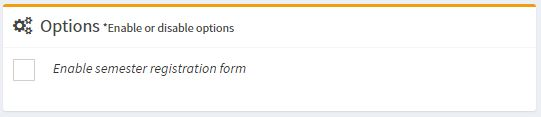 Options *Enable or disable options
Enable semester registration form